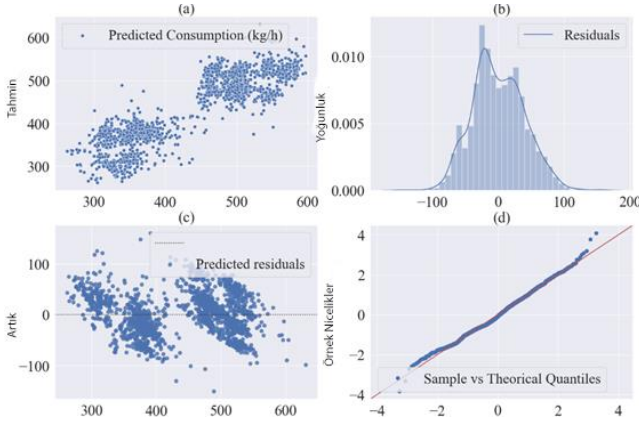 (a)
Predicted Consumption (kg/h)
Tahmin
600
500
400
300
300
400
500
600
(b)
Residuals
Yoğunluk
0.010
0.005
0.000
−100
0
100
200
(c)
Predicted residuals
Artık
100
0
−100
300
400
500
600
(d)
Sample vs Theorical Quantiles
Örnek Nicelikler
4
2
0
−2
−4
−4
−2
0
2
4